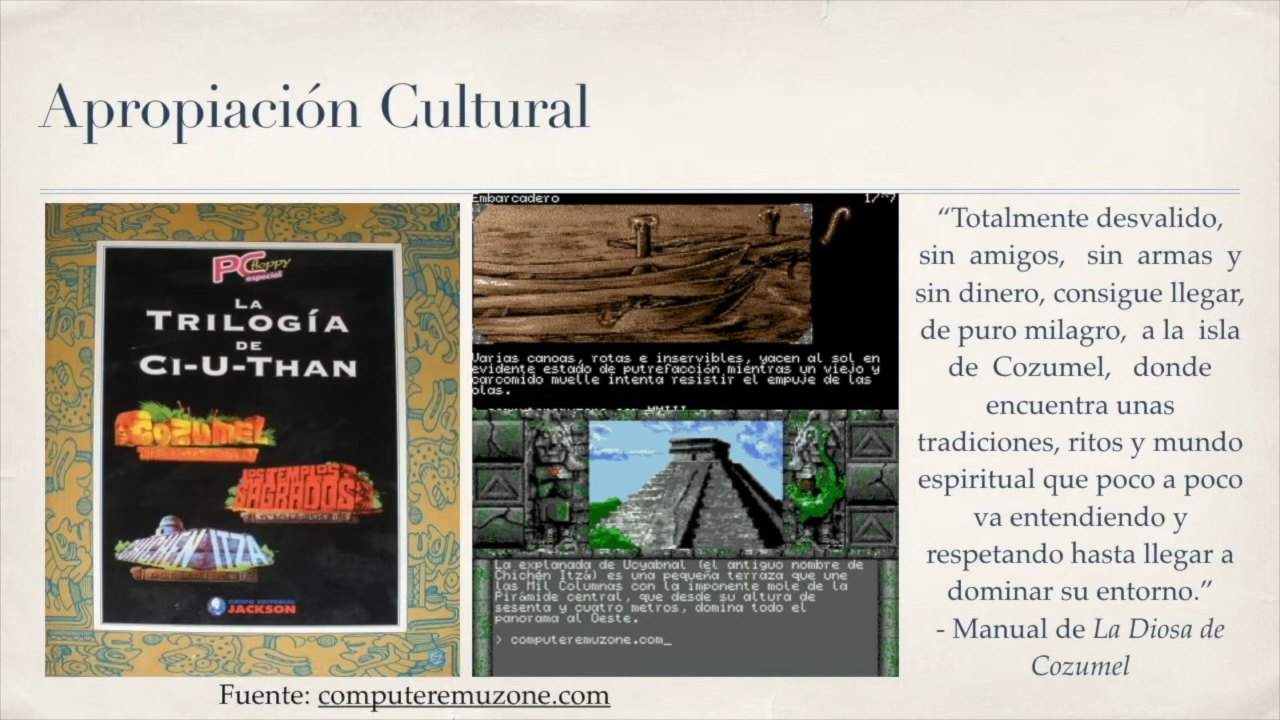 Apropiación Cultural
PC
floppy
especial
LA
TRILOGÍA
DE
CI-U-THAN
COZUMEL
LOS TEMPLOS
SAGRADOS
CHICHEN ITZA
GRUPO EDITORIAL
JACKSON
Embarcadero
Varias canoas, rotas e inservibles, yacen al sol en
evidente estado de putrefacción mientras un viejo y
carcomido muelle intenta resistir el empuje de las
olas.
La explanada de Ucyabnal (el antiguo nombre de
Chichén Itzá) es una pequeña terraza que une
las Mil Columnas con la imponente mole de la
Pirámide central, que desde su altura de
sesenta y cuatro metros, domina todo el
panorama al Oeste.
> computeremuzone.com_
“Totalmente desvalido,
sin amigos, sin armas y
sin dinero, consigue llegar,
de puro milagro, a la isla
de Cozumel, donde
encuentra unas
tradiciones, ritos y mundo
espiritual que poco a poco
va entendiendo y
respetando hasta llegar a
dominar su entorno.”
- Manual de La Diosa de
Cozumel
Fuente: computeremuzone.com